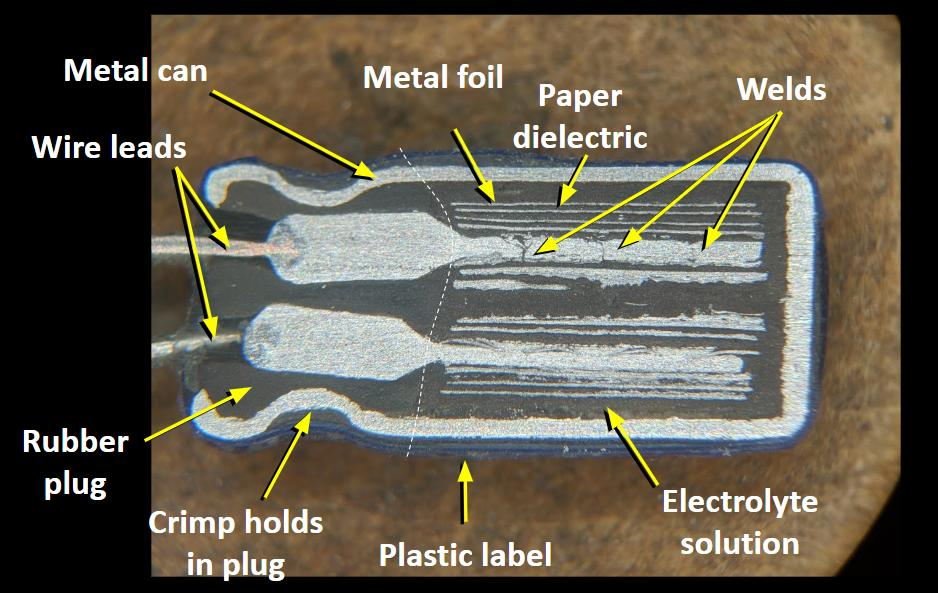 Metal can
Metal foil
Paper
dielectric
Welds
Wire leads
Rubber
plug
Crimp holds
in plug
Plastic label
Electrolyte
solution